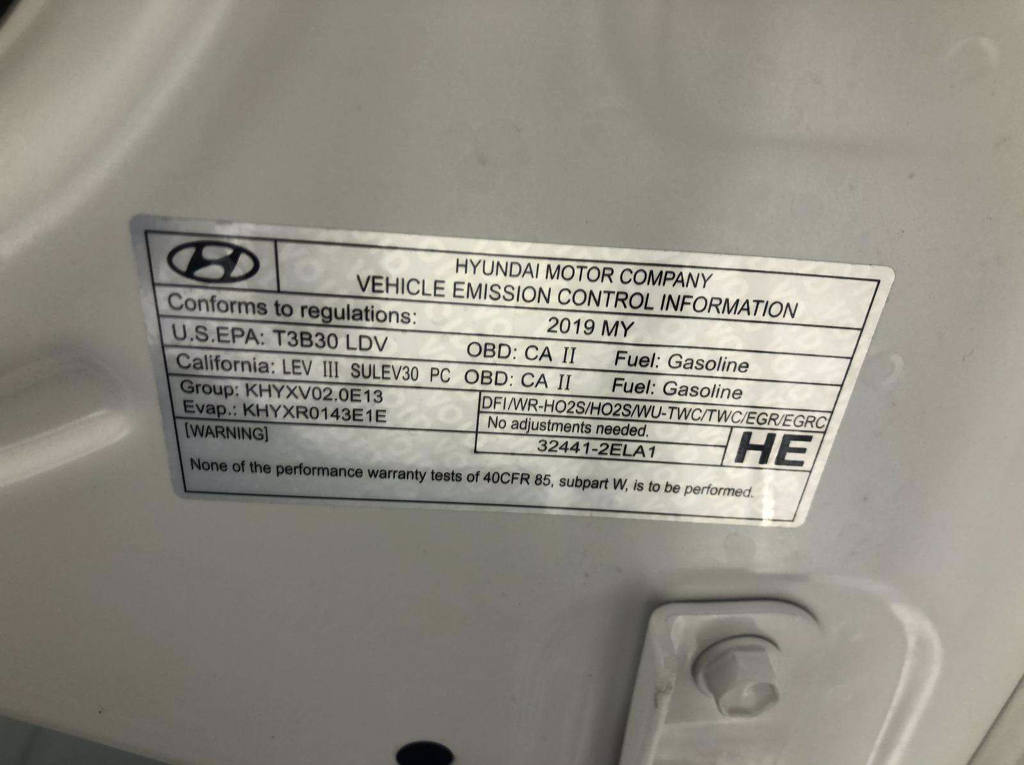 HYUNDAI MOTOR COMPANY
VEHICLE EMISSION CONTROL INFORMATION
Conforms to regulations: 2019 MY
U.S.EPA: T3B30 LDV OBD: CA II Fuel: Gasoline
California: LEV III SULEV30 PC OBD: CA II Fuel: Gasoline
Group: KHYXV02.0E13
Evap.: KHYXR0143E1E
DFI/WR-HO2S/HO2S/WU-TWC/TWC/EGR/EGRC
No adjustments needed.
32441-2ELA1
HE
[WARNING]
None of the performance warranty tests of 40CFR 85, subpart W, is to be performed.